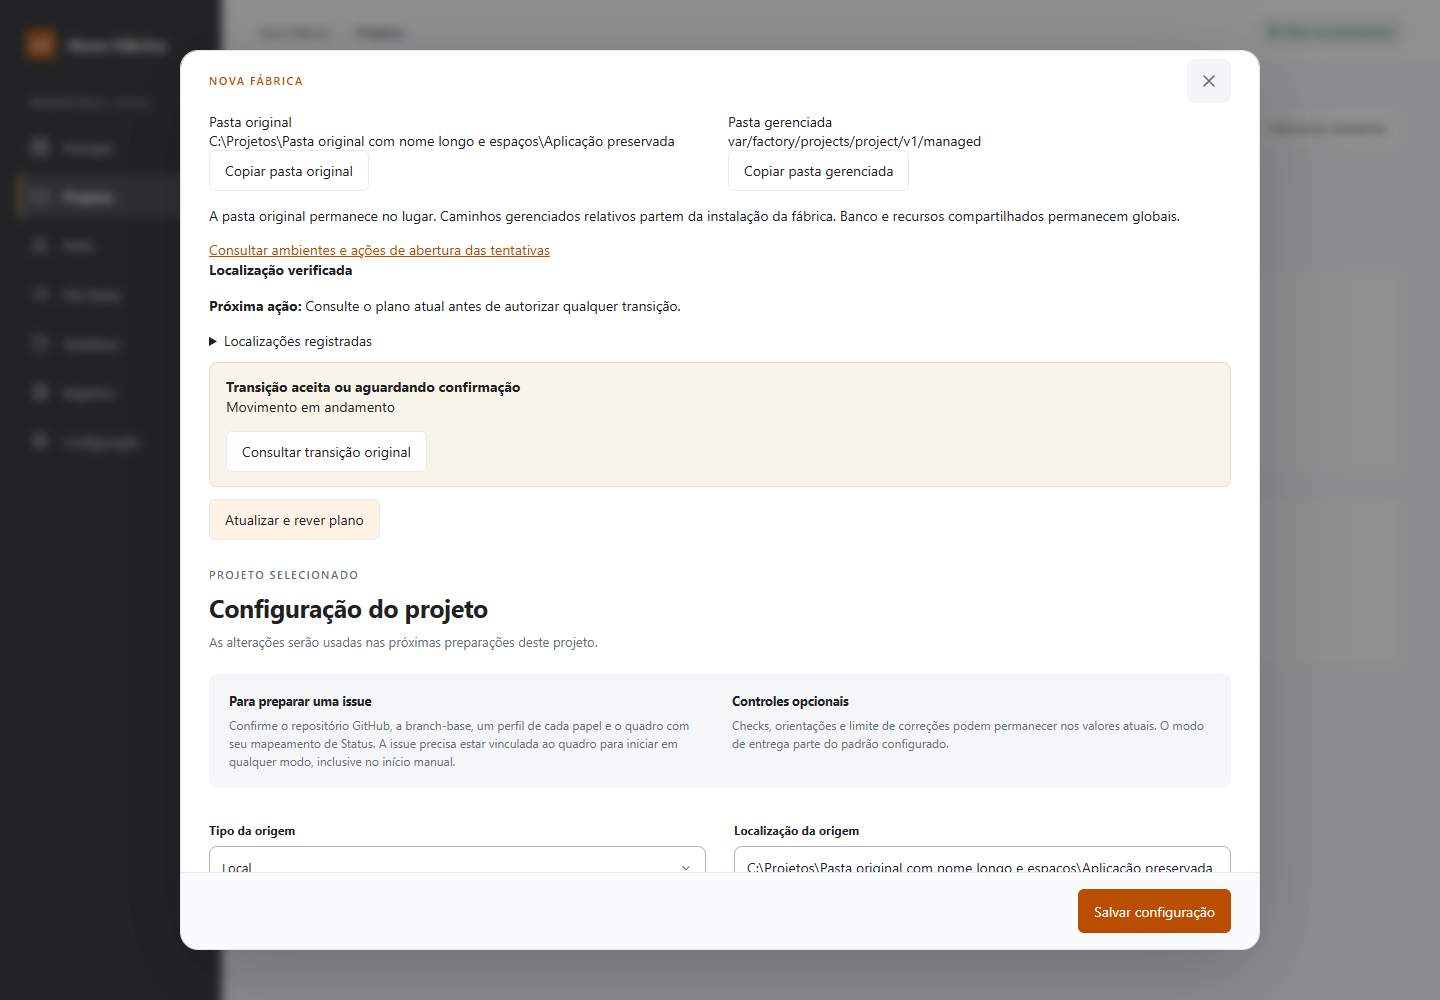 NOVA FÁBRICA
Pasta original
C:\Projetos\Pasta original com nome longo e espaços\Aplicação preservada
Copiar pasta original
Pasta gerenciada
var/factory/projects/project/v1/managed
Copiar pasta gerenciada
A pasta original permanece no lugar. Caminhos gerenciados relativos partem da instalação da fábrica. Banco e recursos compartilhados permanecem globais.
Consultar ambientes e ações de abertura das tentativas
Localização verificada
Próxima ação: Consulte o plano atual antes de autorizar qualquer transição.
Localizações registradas
Transição aceita ou aguardando confirmação
Movimento em andamento
Consultar transição original
Atualizar e rever plano
PROJETO SELECIONADO
Configuração do projeto
As alterações serão usadas nas próximas preparações deste projeto.
Para preparar uma issue
Confirme o repositório GitHub, a branch-base, um perfil de cada papel e o quadro com
seu mapeamento de Status. A issue precisa estar vinculada ao quadro para iniciar em
qualquer modo, inclusive no início manual.
Controles opcionais
Checks, orientações e limite de correções podem permanecer nos valores atuais. O modo
de entrega parte do padrão configurado.
Tipo da origem
Local
Localização da origem
C:\Projetos\Pasta original com nome longo e espaços\Aplicação preservada
Salvar configuração